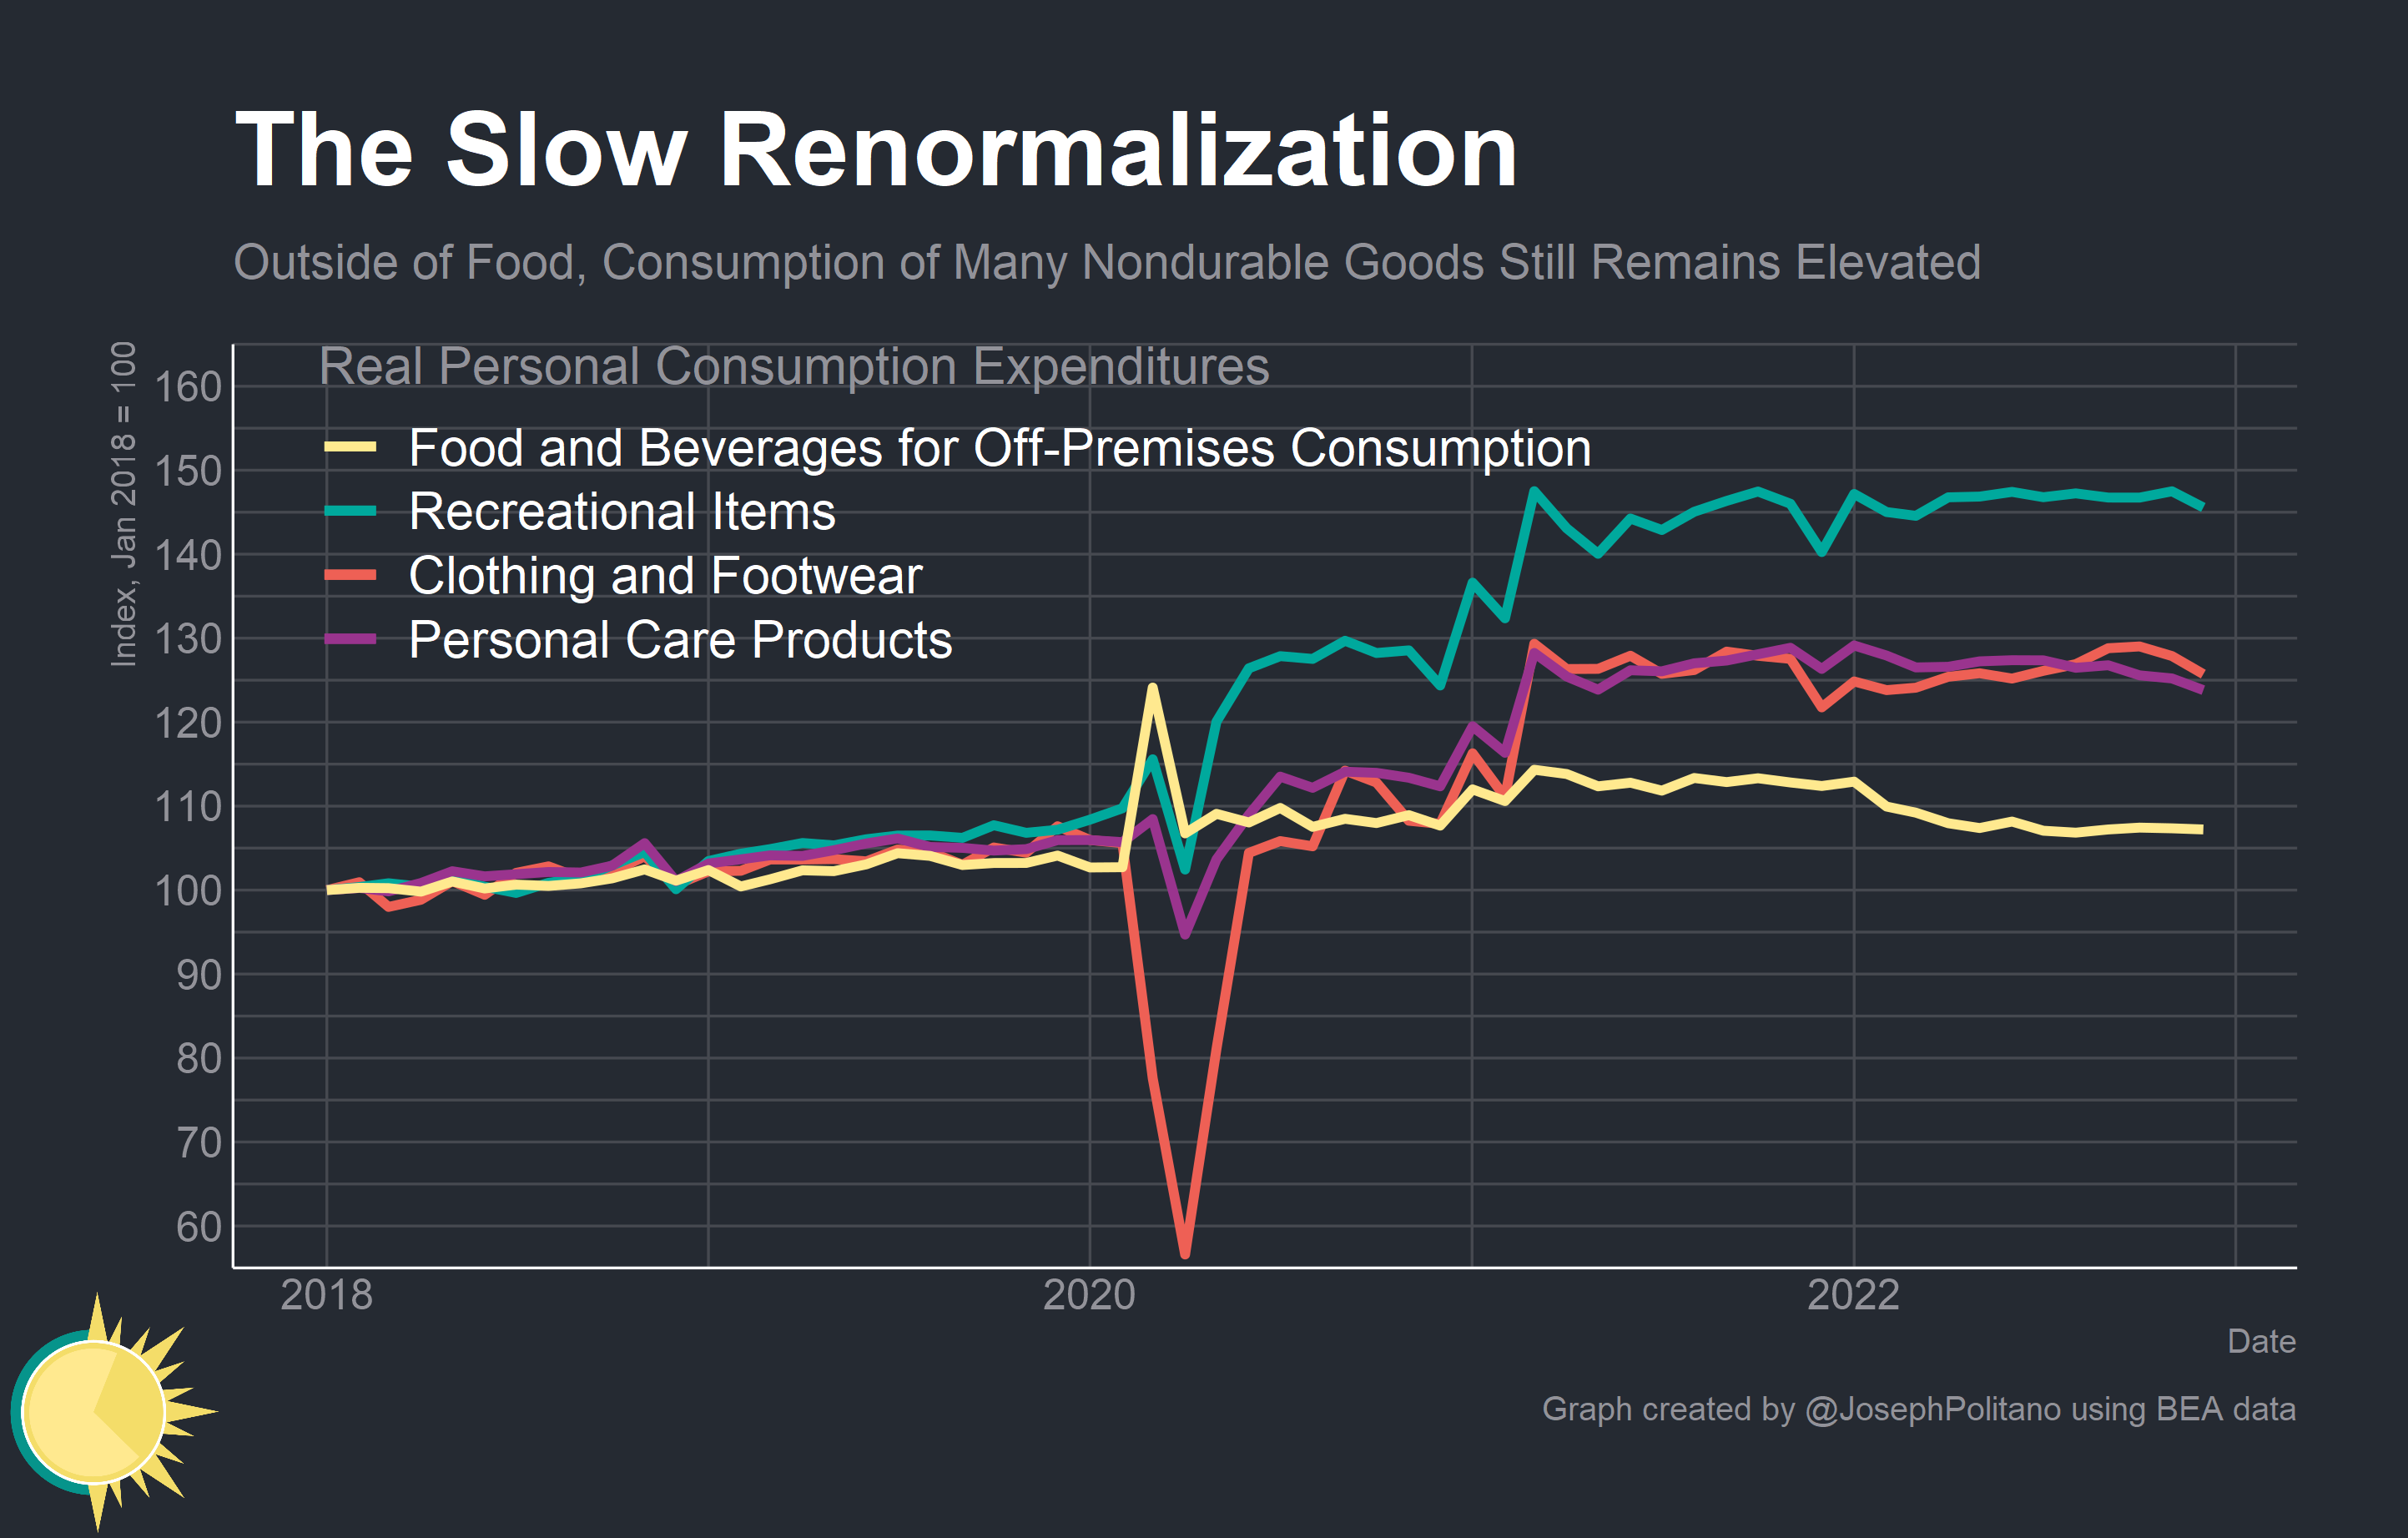 The Slow Renormalization
Outside of Food, Consumption of Many Nondurable Goods Still Remains Elevated
Index, Jan 2018 = 100
Real Personal Consumption Expenditures
Food and Beverages for Off-Premises Consumption
Recreational Items
Clothing and Footwear
Personal Care Products
160
150
140
130
120
110
100
90
80
70
60
2018 2020 2022
Date
Graph created by @JosephPolitano using BEA data